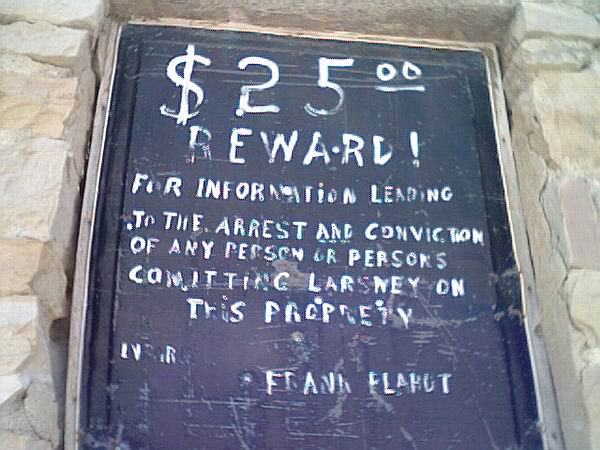 $25.00
REWARD!
FOR INFORMATION LEADING
TO THE ARREST AND CONVICTION
OF ANY PERSON OR PERSONS
COMITTING LARSNEY ON
THIS PROPRETY
FRANK